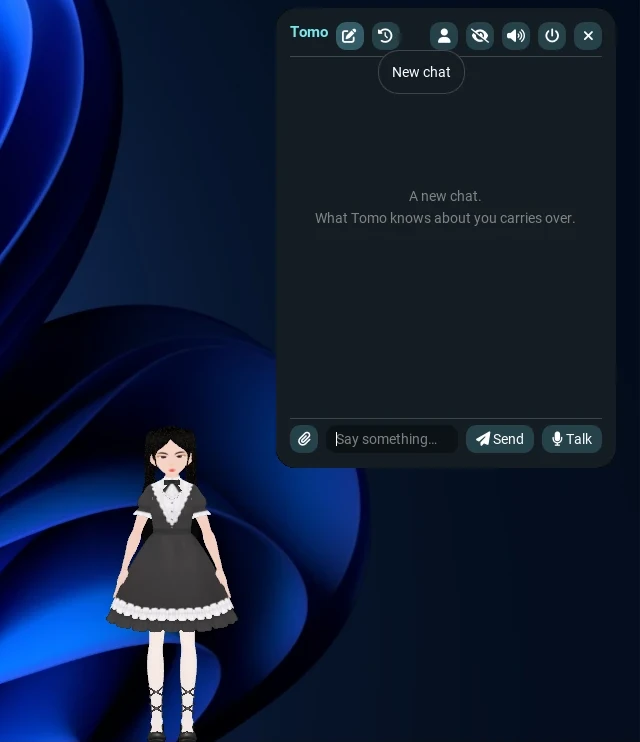 Tomo
New chat
A new chat.
What Tomo knows about you carries over.
Say something...
Send
Talk